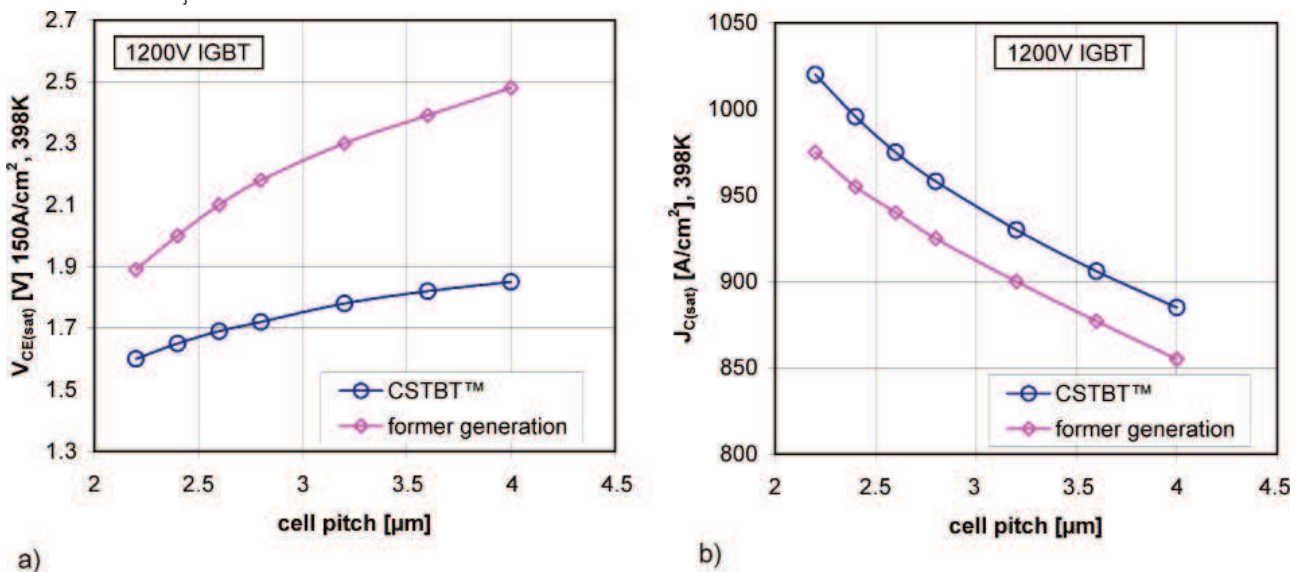 j
1200V IGBT
V_CE(sat) [V] 150A/cm², 398K
2.7
2.5
2.3
2.1
1.9
1.7
1.5
1.3
CSTBT™
former generation
2 2.5 3 3.5 4 4.5
cell pitch [µm]
a)
1200V IGBT
J_C(sat) [A/cm²], 398K
1050
1000
950
900
850
800
CSTBT™
former generation
2 2.5 3 3.5 4 4.5
cell pitch [µm]
b)